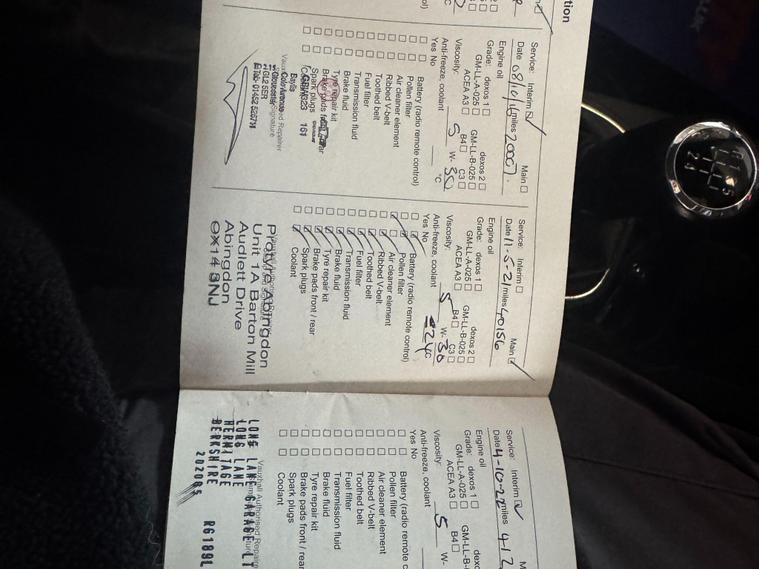 tion
Service: Interim Main
Date 08/10/16 miles 20007.
Engine oil
Grade: dexos 1 dexos 2
GM-LL-A-025 GM-LL-B-025
ACEA A3 B4 C3
Viscosity: 5 W- 30
Anti-freeze, coolant °C
Yes No
Battery (radio remote control)
Pollen filter
Air cleaner element
Ribbed V-belt
Toothed belt
Fuel filter
Transmission fluid
Brake fluid
Tyre repair kit
Brake pads
Spark plugs
Service: Interim Main
Date 11-5-21 miles 40156
Engine oil
Grade: dexos 1 dexos 2
GM-LL-A-025 GM-LL-B-025
ACEA A3 B4 C3
Viscosity: 5 W- 30
Anti-freeze, coolant -24°C
Yes No
Battery (radio remote control)
Pollen filter
Air cleaner element
Ribbed V-belt
Toothed belt
Fuel filter
Transmission fluid
Brake fluid
Tyre repair kit
Brake pads front / rear
Spark plugs
Coolant
Protyre Abingdon
Unit 1A Barton Mill
Audlett Drive
Abingdon
OX14 3NJ
Service: Interim
Engine oil
Grade: dexos 1
GM-LL-A-025 GM-LL-B-
ACEA A3 B4
Viscosity: 5 W-
Anti-freeze, coolant
Yes No
Battery (radio remote c
Pollen filter
Air cleaner element
Ribbed V-belt
Toothed belt
Fuel filter
Transmission fluid
Brake fluid
Tyre repair kit
Brake pads front / rear
Spark plugs
Coolant
Vauxhall Authorised Repaire
LONG LANE GARAGE LT
LONG LANE
HERMITAGE
BERKSHIRE RG189L
202085